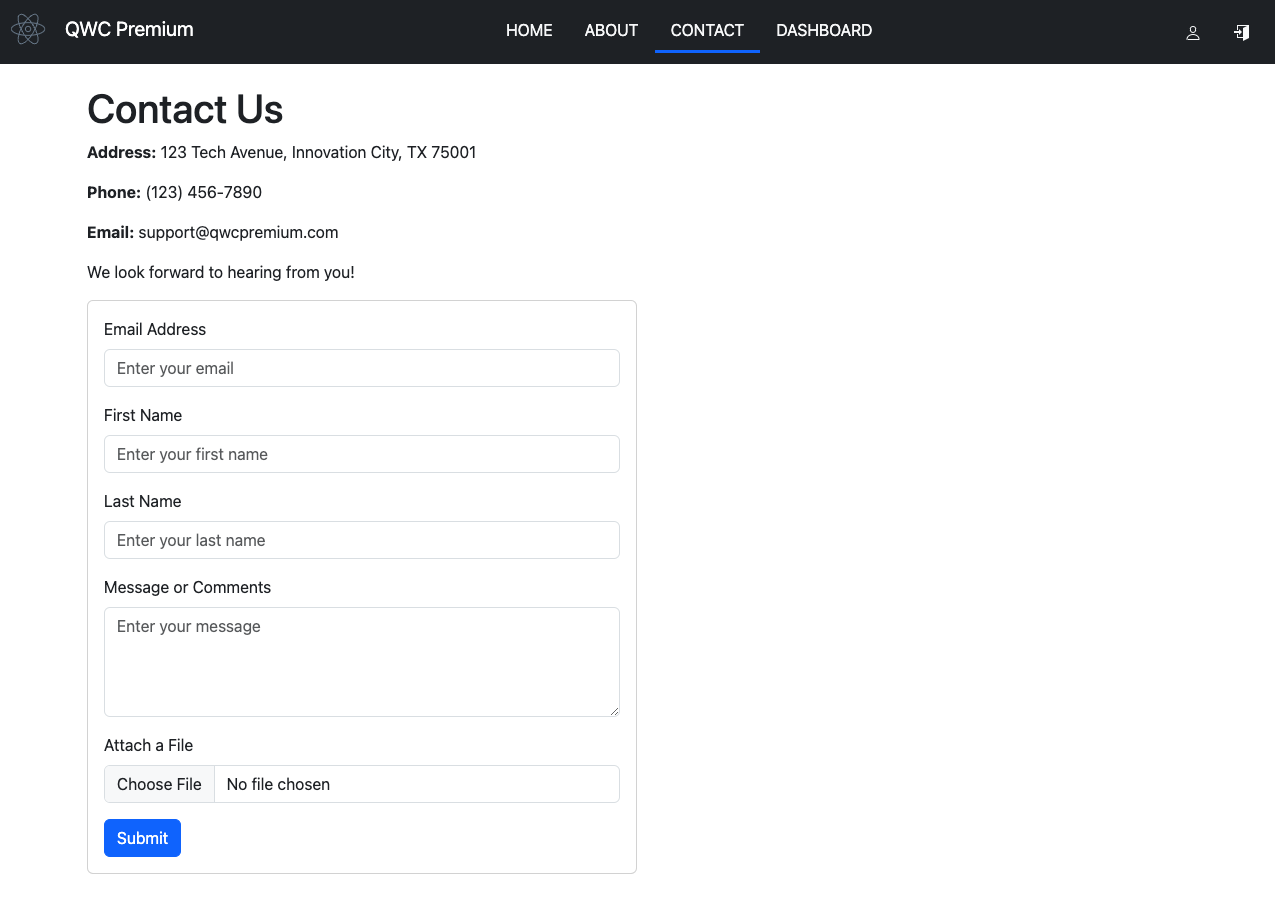 QWC Premium
HOME ABOUT CONTACT DASHBOARD
Contact Us
Address: 123 Tech Avenue, Innovation City, TX 75001
Phone: (123) 456-7890
Email: support@qwcpremium.com
We look forward to hearing from you!
Email Address
Enter your email
First Name
Enter your first name
Last Name
Enter your last name
Message or Comments
Enter your message
Attach a File
Choose File No file chosen
Submit